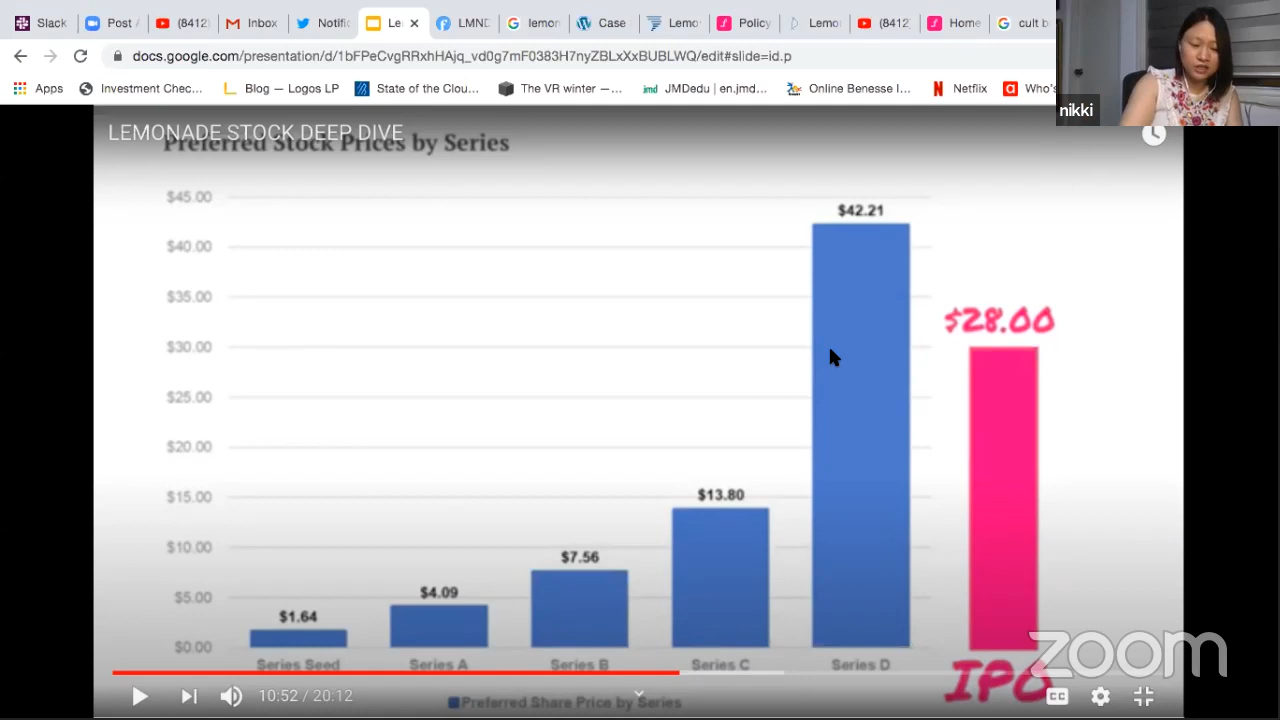 Slack
Post /
(8412)
Inbox
Notific
Le
LMND
lemon
Case
Lemo
Policy
Lemo
(8412)
Home
cult b
docs.google.com/presentation/d/1bFPeCvgRRxhHAjq_vd0g7mF0383H7nyZBLxXxBUBLWQ/edit#slide=id.p
Apps
Investment Chec...
Blog — Logos LP
State of the Clou...
The VR winter —...
jmd JMDedu | en.jmd...
Online Benesse I...
Netflix
Who's
nikki
LEMONADE STOCK DEEP DIVE
Preferred Stock Prices by Series
$45.00
$42.21
$40.00
$35.00
$28.00
$30.00
$25.00
$20.00
$15.00
$13.80
$10.00
$7.56
$5.00
$4.09
$1.64
$0.00
Series Seed
Series A
Series B
Series C
Series D
IPO
zoom
10:52 / 20:12
Preferred Share Price by Series
CC